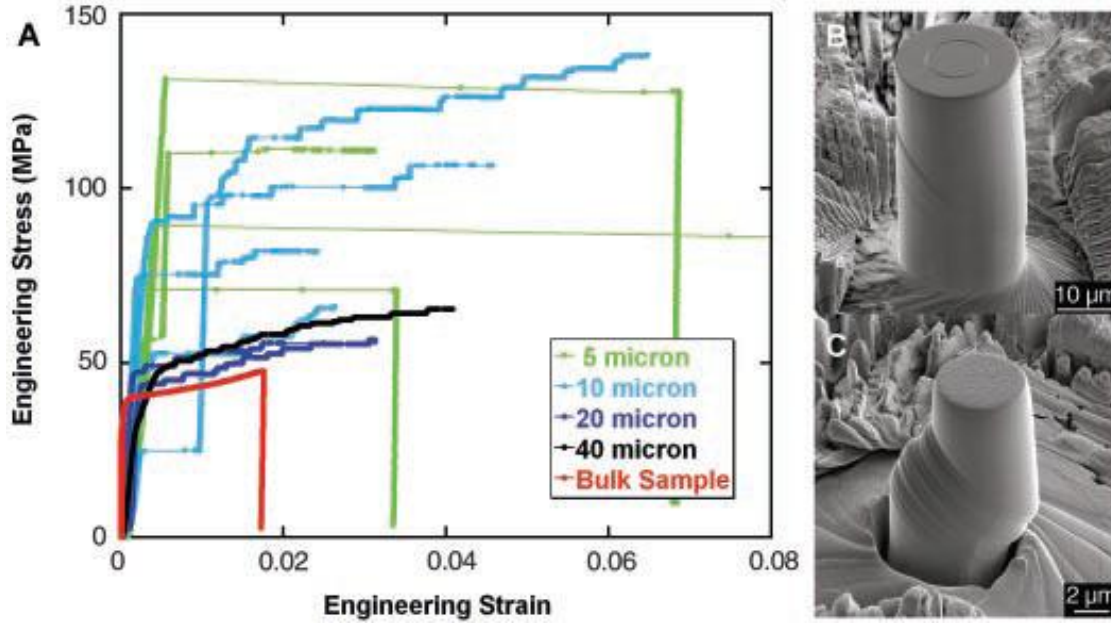 A
150
100
50
0
0
0.02
0.04
0.06
0.08
Engineering Stress (MPa)
Engineering Strain
5 micron
10 micron
20 micron
40 micron
Bulk Sample
B
10 µm
C
2 µm